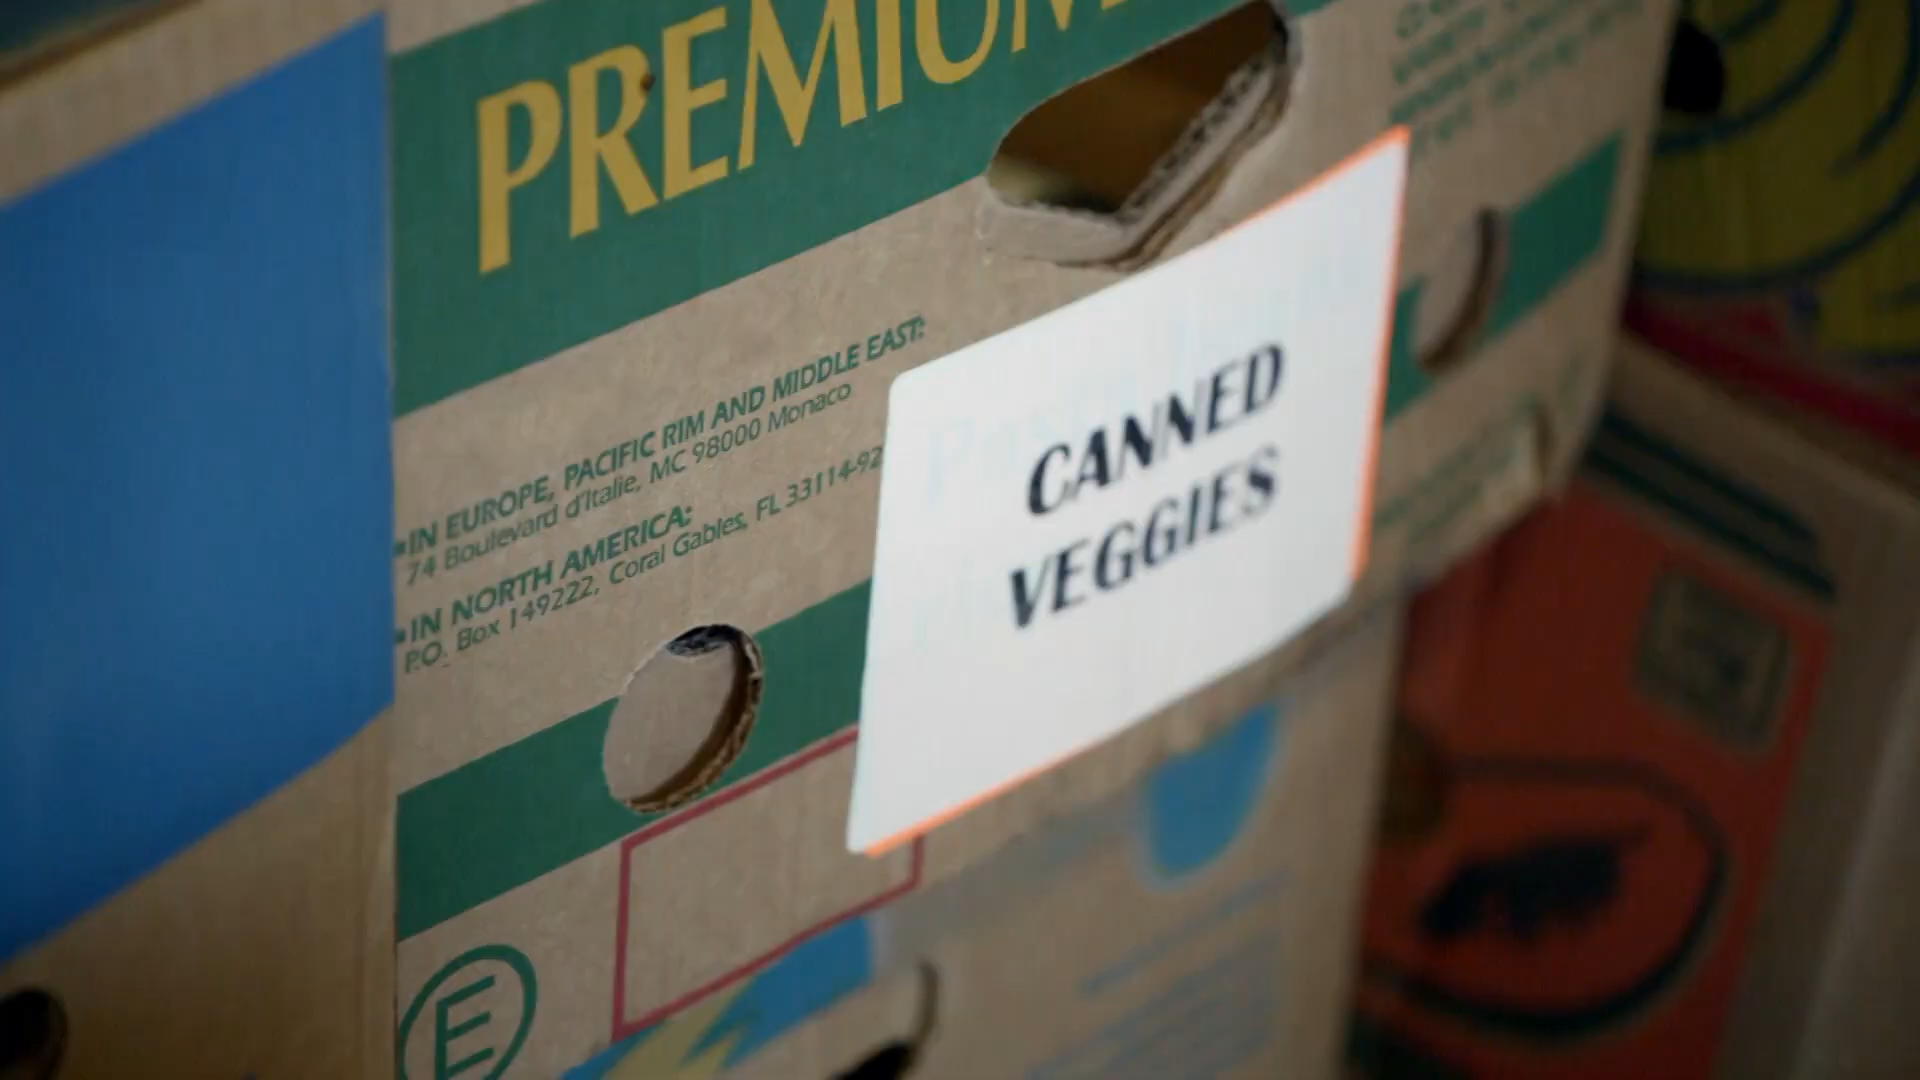 PREMIUM
•IN EUROPE, PACIFIC RIM AND MIDDLE EAST:
74 Boulevard d'Italie, MC 98000 Monaco
•IN NORTH AMERICA:
P.O. Box 149222, Coral Gables, FL 33114-92
CANNED
VEGGIES
E